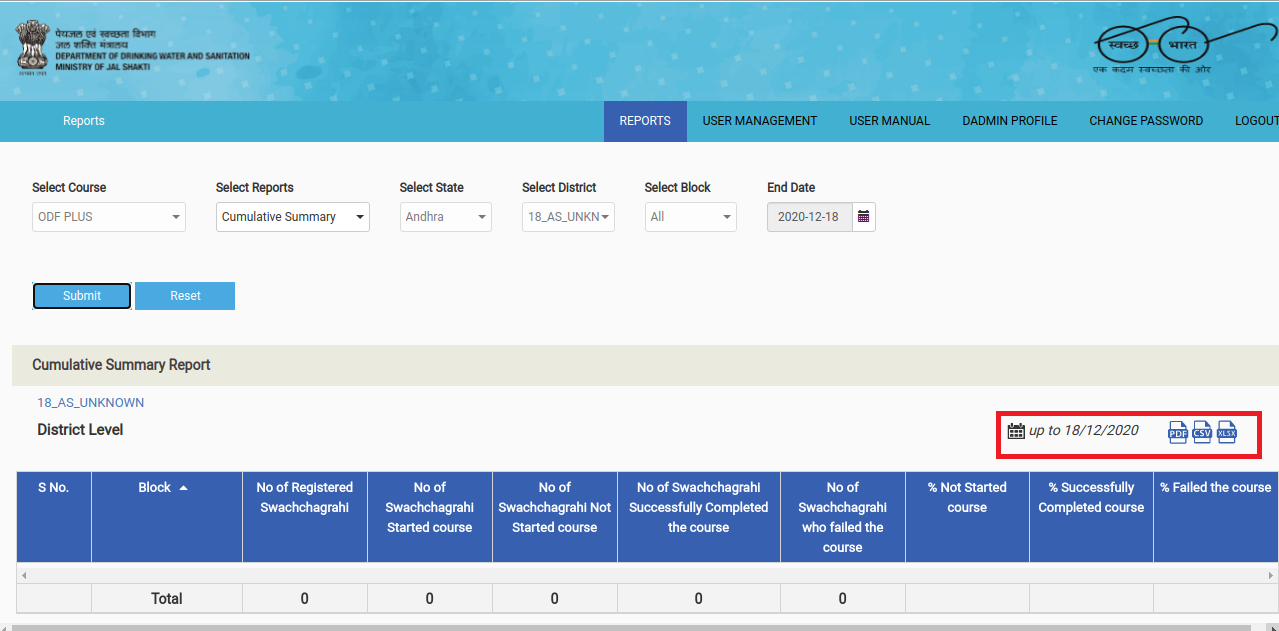 पेयजल एवं स्वच्छता विभाग
जल शक्ति मंत्रालय
DEPARTMENT OF DRINKING WATER AND SANITATION
MINISTRY OF JAL SHAKTI
सत्यमेव जयते
स्वच्छ भारत
एक कदम स्वच्छता की ओर
Reports REPORTS USER MANAGEMENT USER MANUAL DADMIN PROFILE CHANGE PASSWORD LOGOUT
Select Course Select Reports Select State Select District Select Block End Date
ODF PLUS Cumulative Summary Andhra 18_AS_UNKN All 2020-12-18
Submit Reset
Cumulative Summary Report
18_AS_UNKNOWN
District Level
up to 18/12/2020 PDF CSV XLSX
S No.
Block
No of Registered
Swachchagrahi
No of
Swachchagrahi
Started course
No of
Swachchagrahi Not
Started course
No of Swachchagrahi
Successfully Completed
the course
No of
Swachchagrahi
who failed the
course
% Not Started
course
% Successfully
Completed course
% Failed the course
Total 0 0 0 0 0